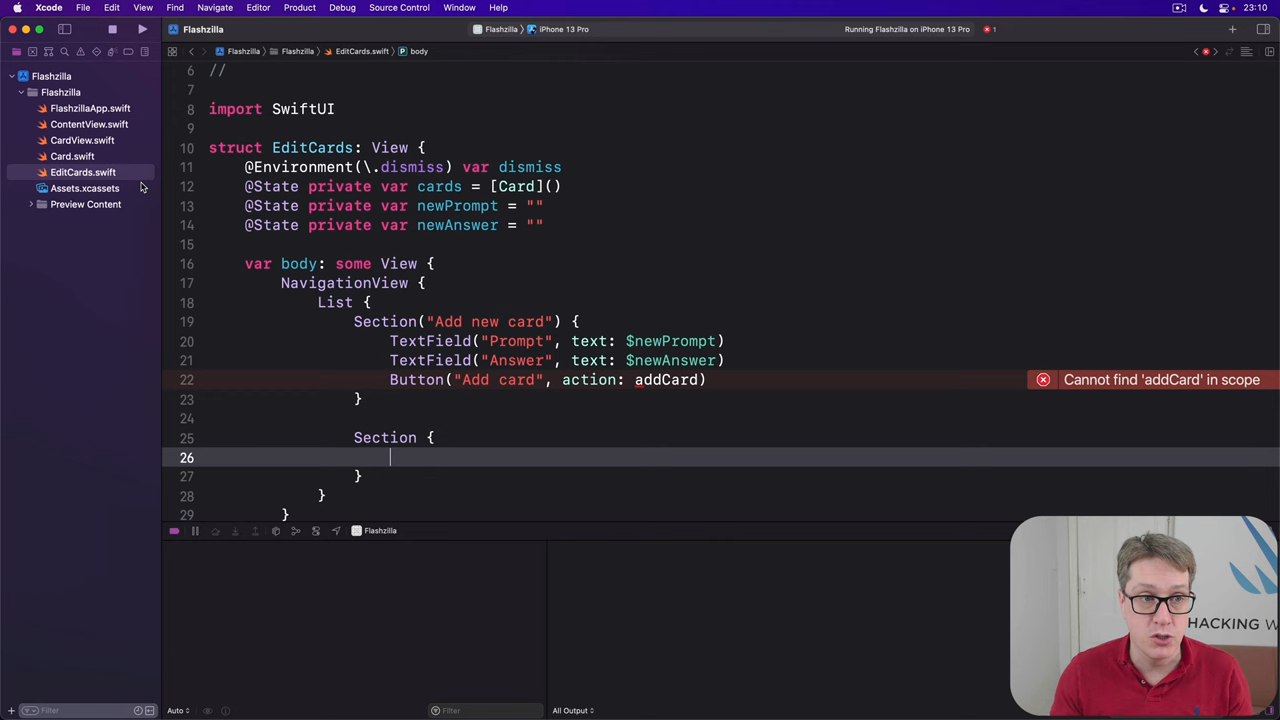 Xcode File Edit View Find Navigate Editor Product Debug Source Control Window Help 23:10
Flashzilla Flashzilla iPhone 13 Pro Running Flashzilla on iPhone 13 Pro 1
Flashzilla Flashzilla EditCards.swift body
Flashzilla
Flashzilla
FlashzillaApp.swift
ContentView.swift
CardView.swift
Card.swift
EditCards.swift
Assets.xcassets
Preview Content
6 //
7
8 import SwiftUI
9
10 struct EditCards: View {
11 @Environment(\.dismiss) var dismiss
12 @State private var cards = [Card]()
13 @State private var newPrompt = ""
14 @State private var newAnswer = ""
15
16 var body: some View {
17 NavigationView {
18 List {
19 Section("Add new card") {
20 TextField("Prompt", text: $newPrompt)
21 TextField("Answer", text: $newAnswer)
22 Button("Add card", action: addCard) Cannot find 'addCard' in scope
23 }
24
25 Section {
26
27 }
28 }
29 }
Flashzilla
HACKING W
Filter Auto Filter All Output